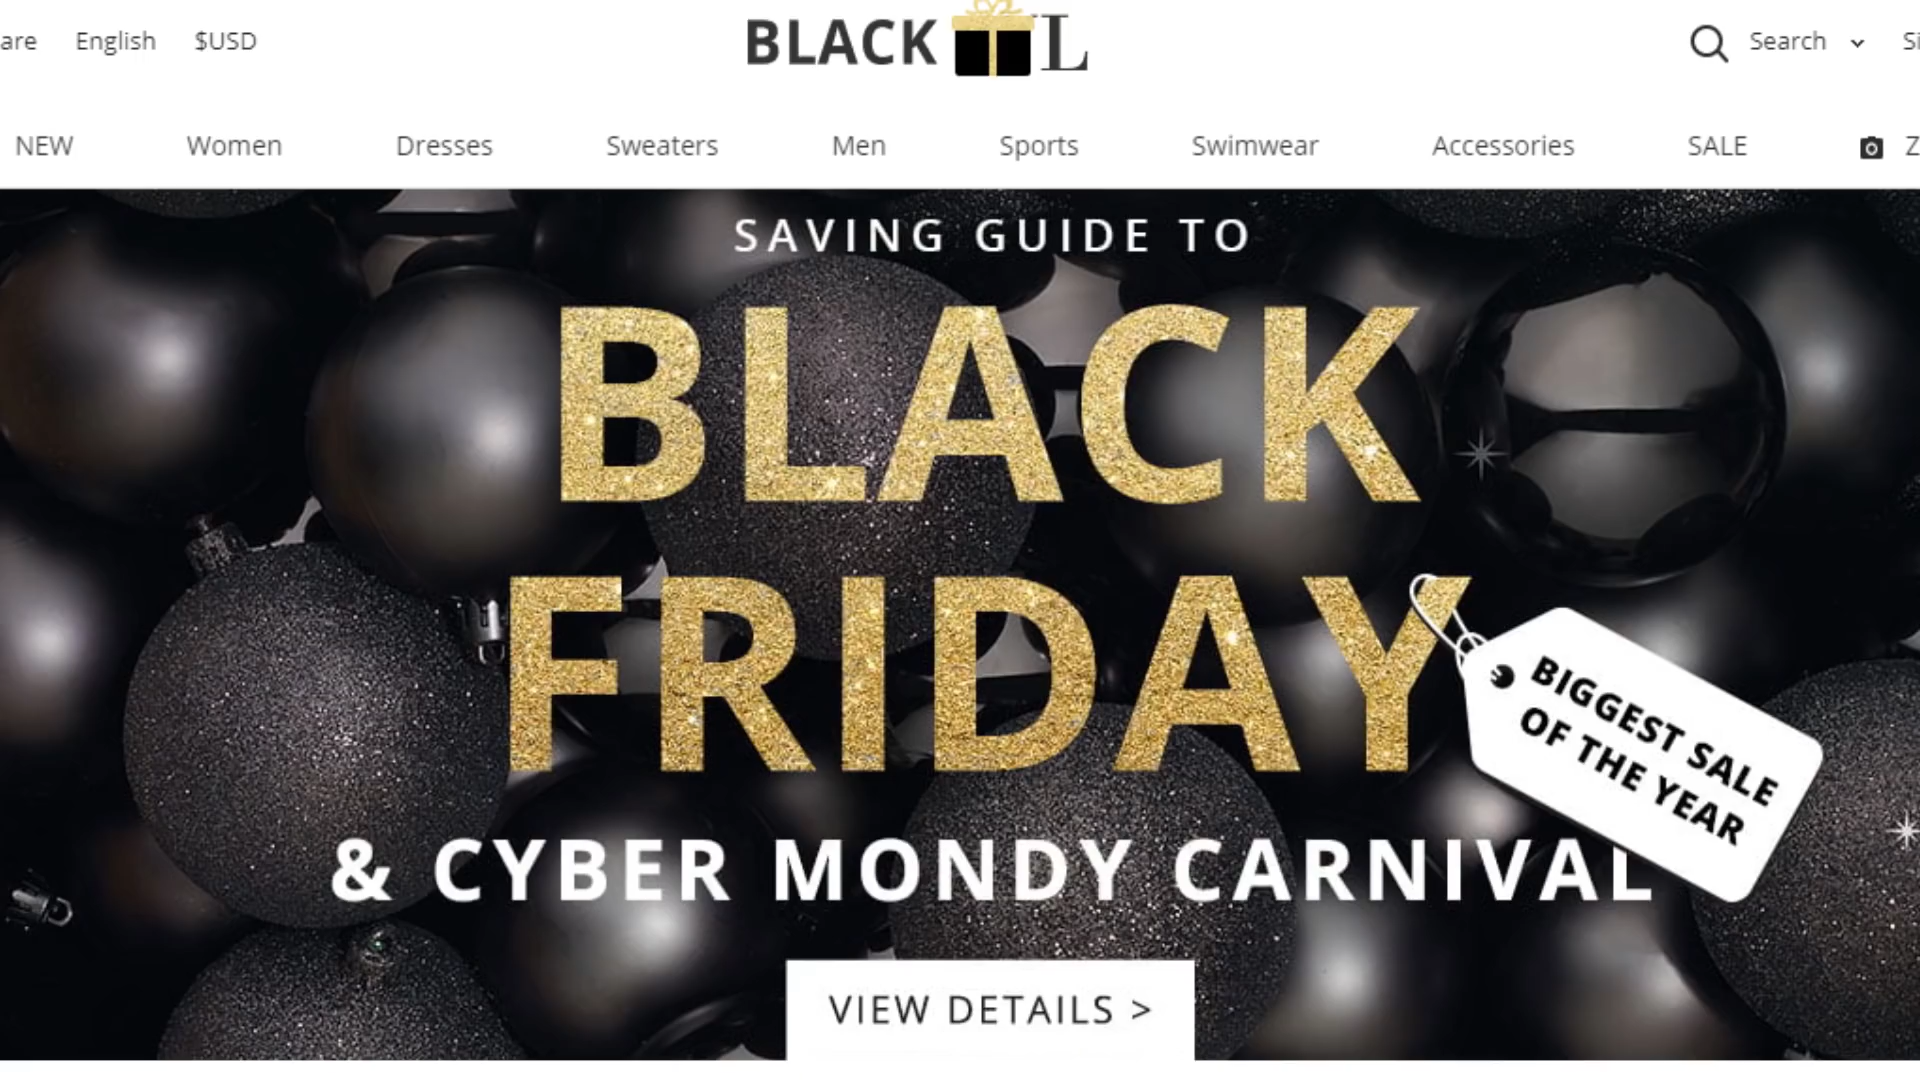 are English $USD
BLACK L
Search
NEW Women Dresses Sweaters Men Sports Swimwear Accessories SALE
SAVING GUIDE TO
BLACK
FRIDAY
BIGGEST SALE
OF THE YEAR
& CYBER MONDY CARNIVAL
VIEW DETAILS >